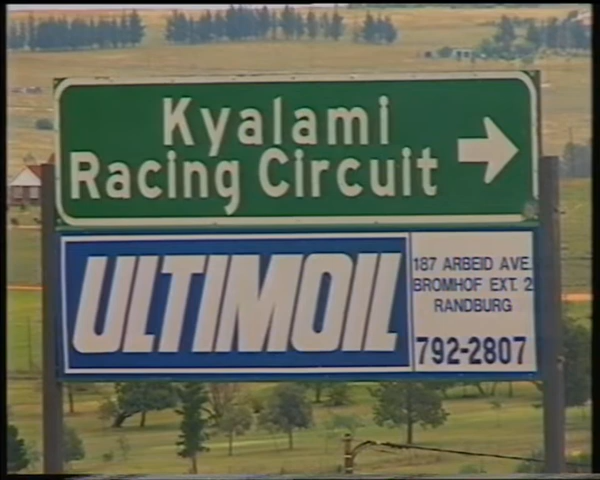 Kyalami
Racing Circuit
ULTIMOIL
187 ARBEID AVE.
BROMHOF EXT. 2
RANDBURG
792-2807